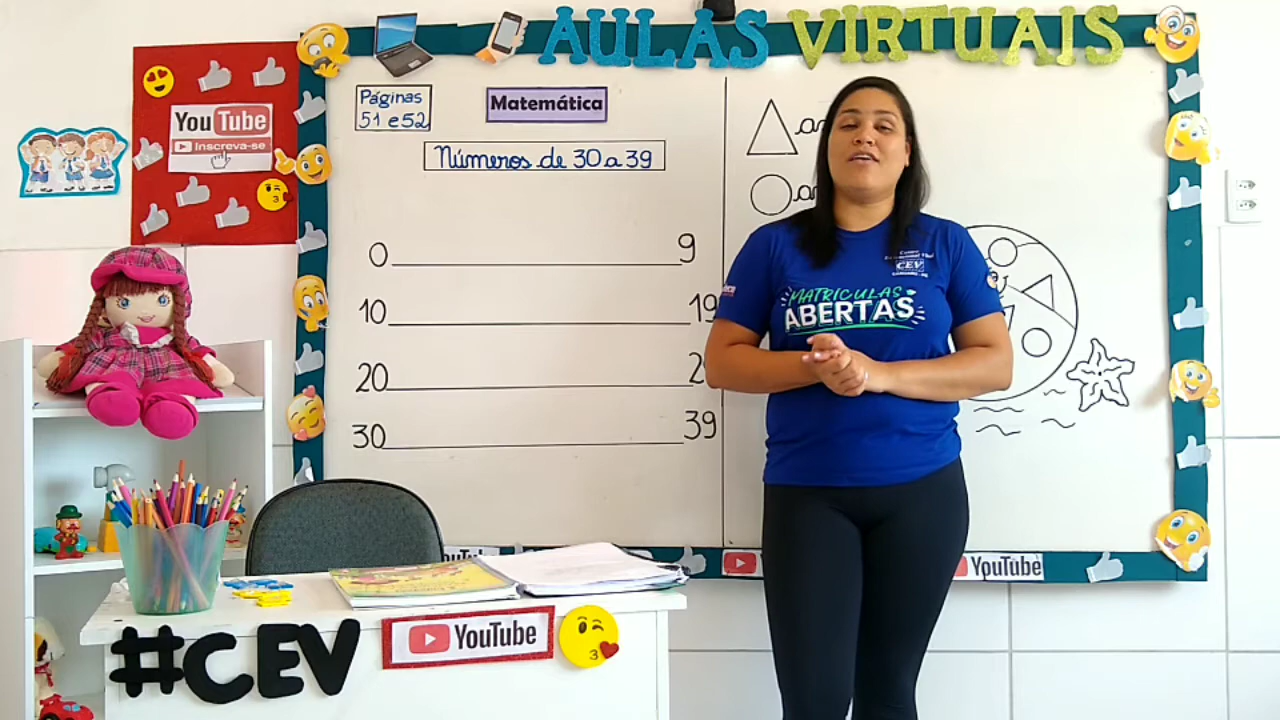 AULAS VIRTUAIS
Páginas
51 e 52
Matemática
Números de 30 a 39
0 9
10 19
20 2
30 39
YouTube
Inscreva-se
CEV
MATRÍCULAS
ABERTAS
YouTube
#CEV
YouTube